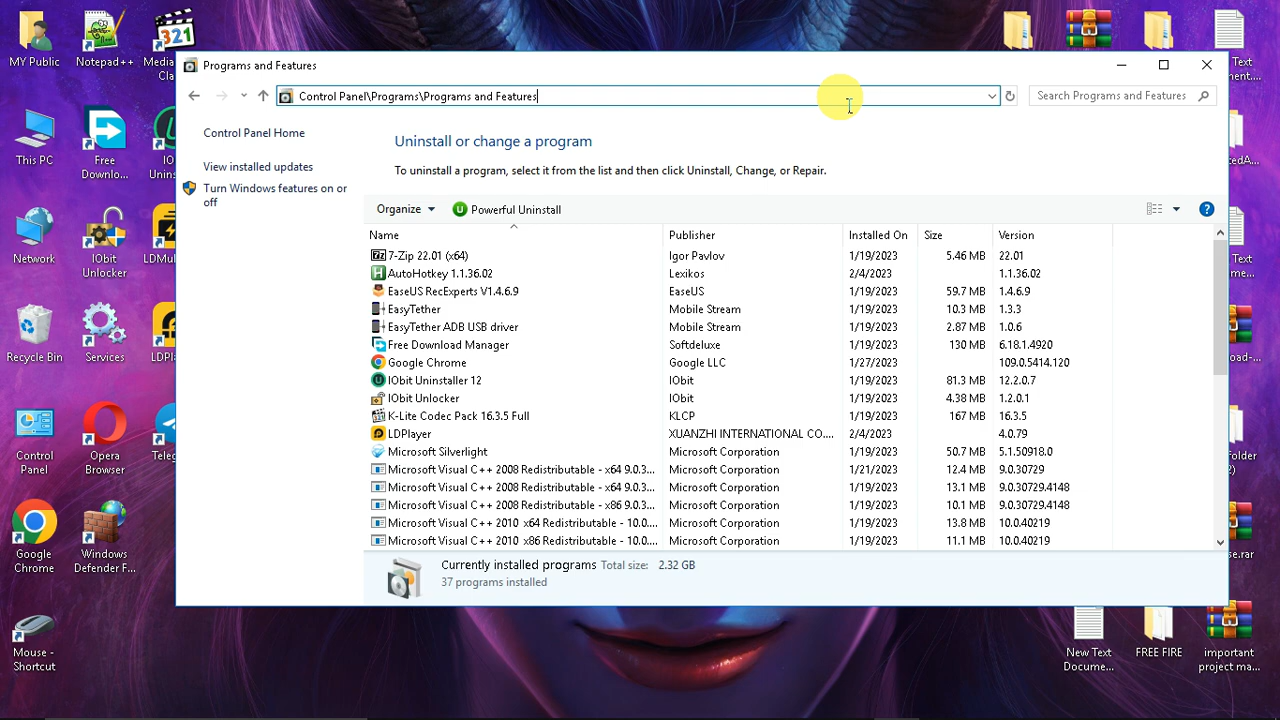 MY Public
Notepad++
Media
Cla
Text
ment....
Programs and Features
Control Panel\Programs\Programs and Features
Search Programs and Features
Control Panel Home
View installed updates
Turn Windows features on or
off
Uninstall or change a program
To uninstall a program, select it from the list and then click Uninstall, Change, or Repair.
Organize
Powerful Uninstall
Name Publisher Installed On Size Version
7-Zip 22.01 (x64) Igor Pavlov 1/19/2023 5.46 MB 22.01
AutoHotkey 1.1.36.02 Lexikos 2/4/2023 1.1.36.02
EaseUS RecExperts V1.4.6.9 EaseUS 1/19/2023 59.7 MB 1.4.6.9
EasyTether Mobile Stream 1/19/2023 10.3 MB 1.3.3
EasyTether ADB USB driver Mobile Stream 1/19/2023 2.87 MB 1.0.6
Free Download Manager Softdeluxe 1/19/2023 130 MB 6.18.1.4920
Google Chrome Google LLC 1/27/2023 109.0.5414.120
IObit Uninstaller 12 IObit 1/19/2023 81.3 MB 12.2.0.7
IObit Unlocker IObit 1/19/2023 4.38 MB 1.2.0.1
K-Lite Codec Pack 16.3.5 Full KLCP 1/19/2023 167 MB 16.3.5
LDPlayer XUANZHI INTERNATIONAL CO.... 2/4/2023 4.0.79
Microsoft Silverlight Microsoft Corporation 1/19/2023 50.7 MB 5.1.50918.0
Microsoft Visual C++ 2008 Redistributable - x64 9.0.3... Microsoft Corporation 1/21/2023 12.4 MB 9.0.30729
Microsoft Visual C++ 2008 Redistributable - x64 9.0.3... Microsoft Corporation 1/19/2023 13.1 MB 9.0.30729.4148
Microsoft Visual C++ 2008 Redistributable - x86 9.0.3... Microsoft Corporation 1/19/2023 10.1 MB 9.0.30729.4148
Microsoft Visual C++ 2010 x64 Redistributable - 10.0.... Microsoft Corporation 1/19/2023 13.8 MB 10.0.40219
Microsoft Visual C++ 2010 x86 Redistributable - 10.0.... Microsoft Corporation 1/19/2023 11.1 MB 10.0.40219
Currently installed programs Total size: 2.32 GB
37 programs installed
This PC
Free
Downlo...
IO
Unins
tedA...
Network
IObit
Unlocker
LDMu
Text
me...
Recycle Bin
Services
LDPla
oad-...
Control
Panel
Opera
Browser
Teleg
Folder
2)
Google
Chrome
Windows
Defender F...
se.rar
Mouse -
Shortcut
New Text
Docume...
FREE FIRE
important
project ma...